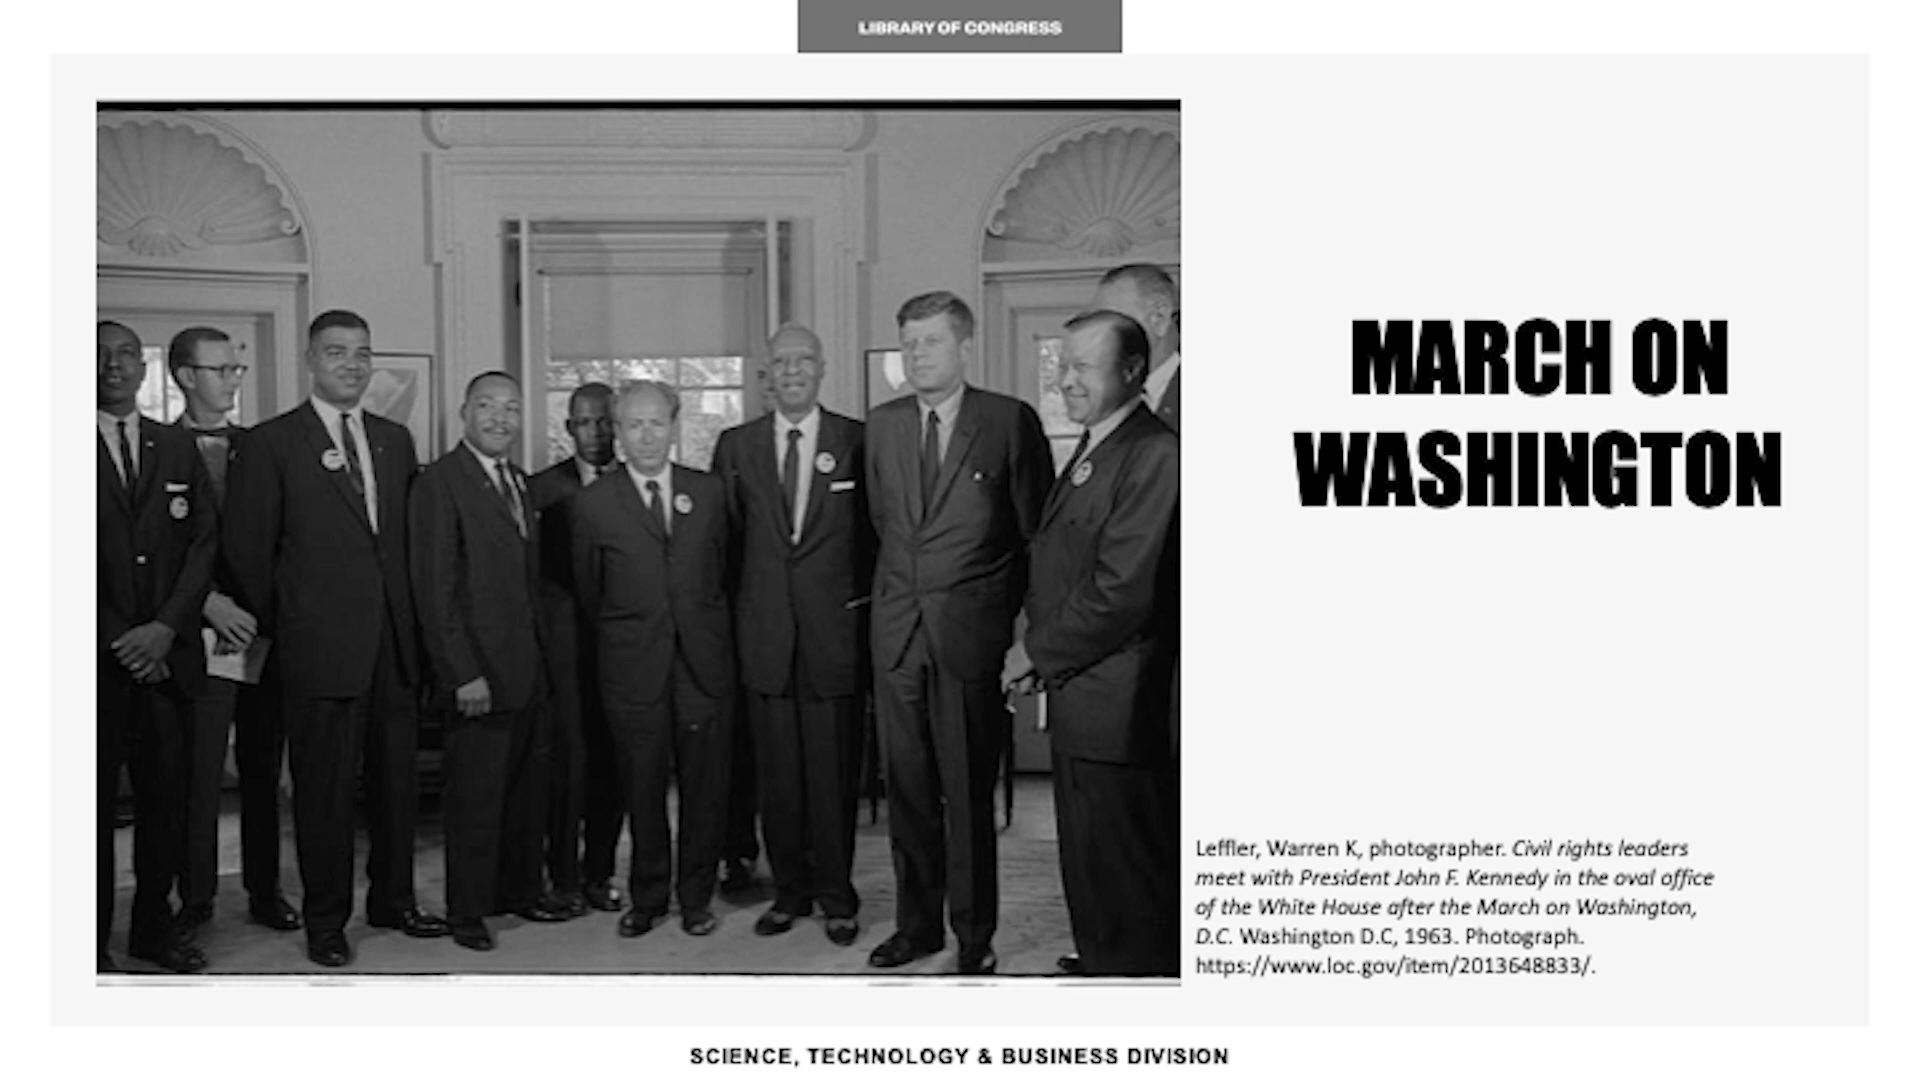 LIBRARY OF CONGRESS
MARCH ON
WASHINGTON
Leffler, Warren K, photographer. Civil rights leaders
meet with President John F. Kennedy in the oval office
of the White House after the March on Washington,
D.C. Washington D.C, 1963. Photograph.
https://www.loc.gov/item/2013648833/.
SCIENCE, TECHNOLOGY & BUSINESS DIVISION